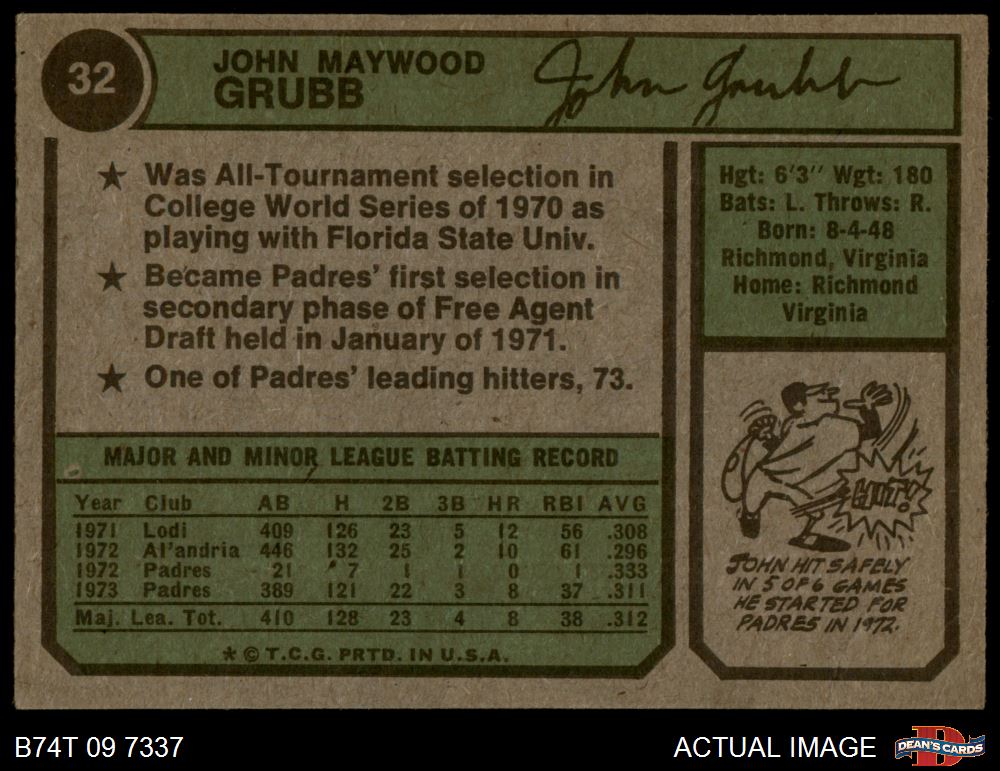 32
JOHN MAYWOOD
GRUBB
John Grubb
★ Was All-Tournament selection in
College World Series of 1970 as
playing with Florida State Univ.
★ Became Padres' first selection in
secondary phase of Free Agent
Draft held in January of 1971.
★ One of Padres' leading hitters, 73.
Hgt: 6'3'' Wgt: 180
Bats: L. Throws: R.
Born: 8-4-48
Richmond, Virginia
Home: Richmond
Virginia
MAJOR AND MINOR LEAGUE BATTING RECORD
Year Club AB H 2B 3B HR RBI AVG
1971 Lodi 409 126 23 5 12 56 .308
1972 Al'andria 446 132 25 2 10 61 .296
1972 Padres 21 7 1 1 0 1 .333
1973 Padres 389 121 22 3 8 37 .311
Maj. Lea. Tot. 410 128 23 4 8 38 .312
* © T.C.G. PRTD. IN U.S.A.
HIT!
JOHN HIT SAFELY
IN 5 OF 6 GAMES
HE STARTED FOR
PADRES IN 1972.
B74T 09 7337
ACTUAL IMAGE
D
DEAN'S CARDS